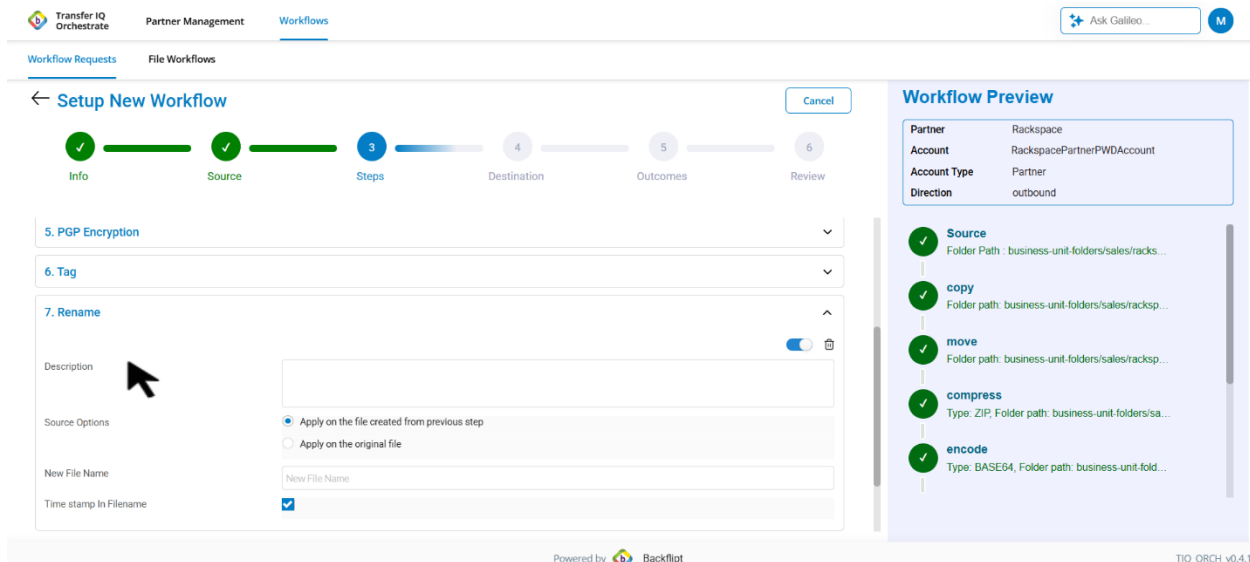 Transfer IQ
Orchestrate
Partner Management
Workflows
Ask Galileo...
M
Workflow Requests
File Workflows
Setup New Workflow
Cancel
3
4
5
6
Info
Source
Steps
Destination
Outcomes
Review
5. PGP Encryption
6. Tag
7. Rename
Description
Source Options
Apply on the file created from previous step
Apply on the original file
New File Name
New File Name
Time stamp In Filename
Workflow Preview
Partner Rackspace
Account RackspacePartnerPWDAccount
Account Type Partner
Direction outbound
Source
Folder Path : business-unit-folders/sales/racks...
copy
Folder path: business-unit-folders/sales/racksp...
move
Folder path: business-unit-folders/sales/racksp...
compress
Type: ZIP, Folder path: business-unit-folders/sa...
encode
Type: BASE64, Folder path: business-unit-fold...
Powered by b Backflipt
TIQ_ORCH_v0.4.1